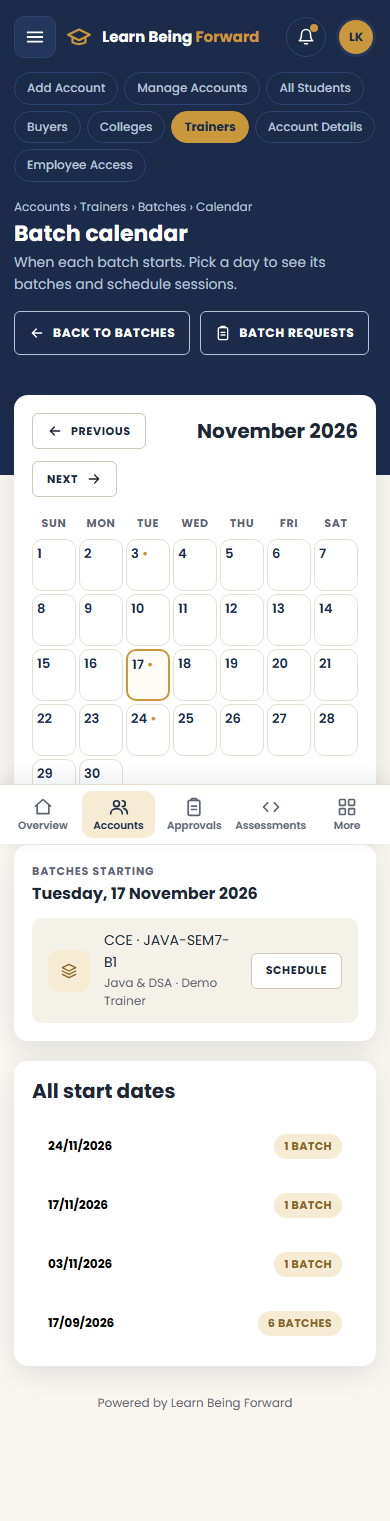 Learn Being Forward
LK
Add Account Manage Accounts All Students
Buyers Colleges Trainers Account Details
Employee Access
Accounts › Trainers › Batches › Calendar
Batch calendar
When each batch starts. Pick a day to see its
batches and schedule sessions.
← BACK TO BATCHES BATCH REQUESTS
← PREVIOUS November 2026
NEXT →
SUN MON TUE WED THU FRI SAT
1 2 3 • 4 5 6 7
8 9 10 11 12 13 14
15 16 17 • 18 19 20 21
22 23 24 • 25 26 27 28
29 30
Overview Accounts Approvals Assessments More
BATCHES STARTING
Tuesday, 17 November 2026
CCE · JAVA-SEM7-
B1
Java & DSA · Demo
Trainer
SCHEDULE
All start dates
24/11/2026 1 BATCH
17/11/2026 1 BATCH
03/11/2026 1 BATCH
17/09/2026 6 BATCHES
Powered by Learn Being Forward